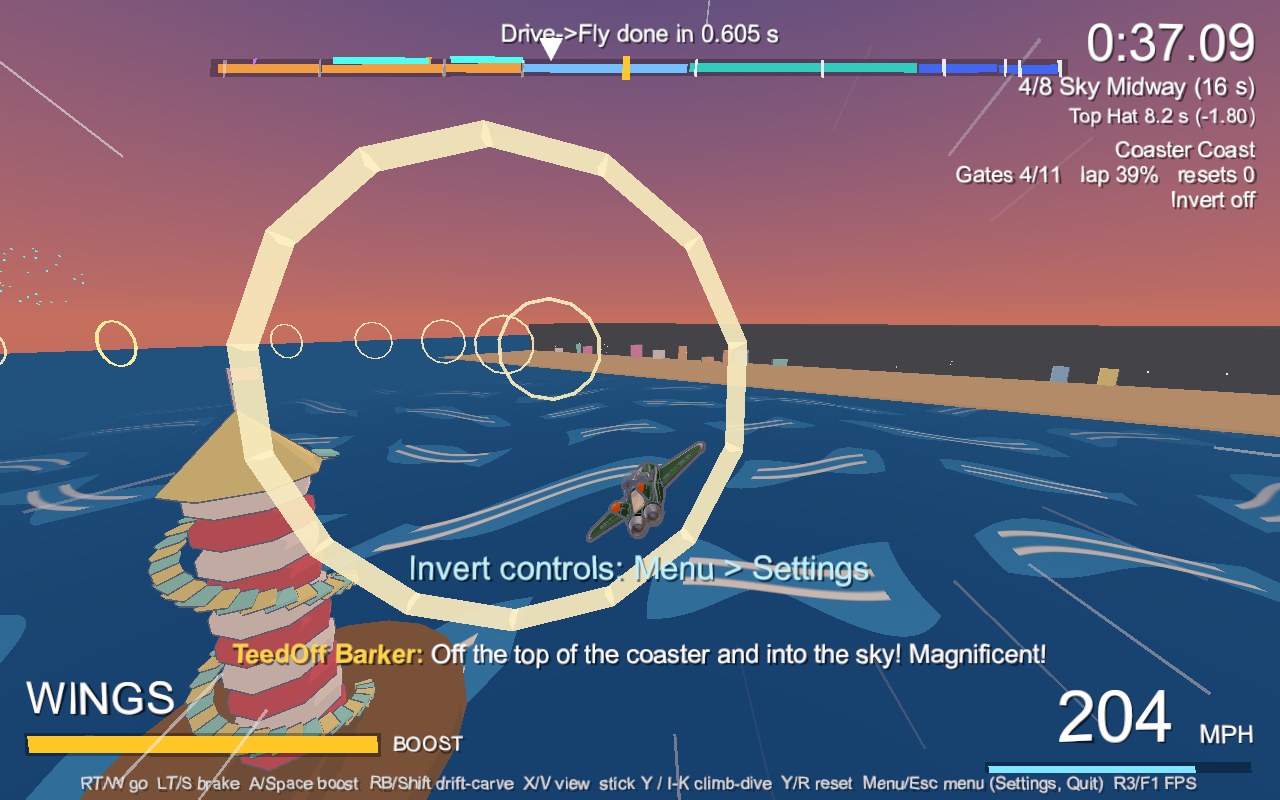 Drive->Fly done in 0.605 s
0:37.09
4/8 Sky Midway (16 s)
Top Hat 8.2 s (-1.80)
Coaster Coast
Gates 4/11 lap 39% resets 0
Invert off
Invert controls: Menu > Settings
TeedOff Barker: Off the top of the coaster and into the sky! Magnificent!
WINGS
BOOST
204 MPH
RT/W go LT/S brake A/Space boost RB/Shift drift-carve X/V view stick Y / I-K climb-dive Y/R reset Menu/Esc menu (Settings, Quit) R3/F1 FPS